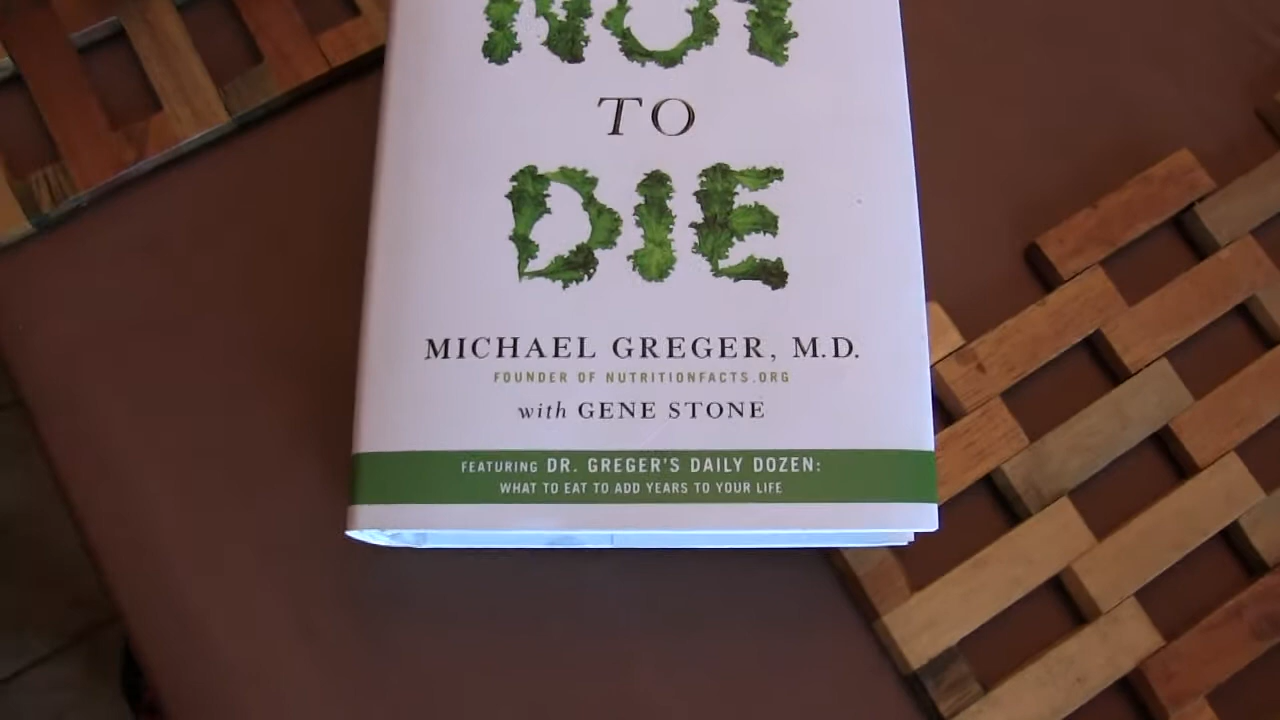 NOT
TO
DIE
MICHAEL GREGER, M.D.
FOUNDER OF NUTRITIONFACTS.ORG
with GENE STONE
FEATURING DR. GREGER'S DAILY DOZEN:
WHAT TO EAT TO ADD YEARS TO YOUR LIFE